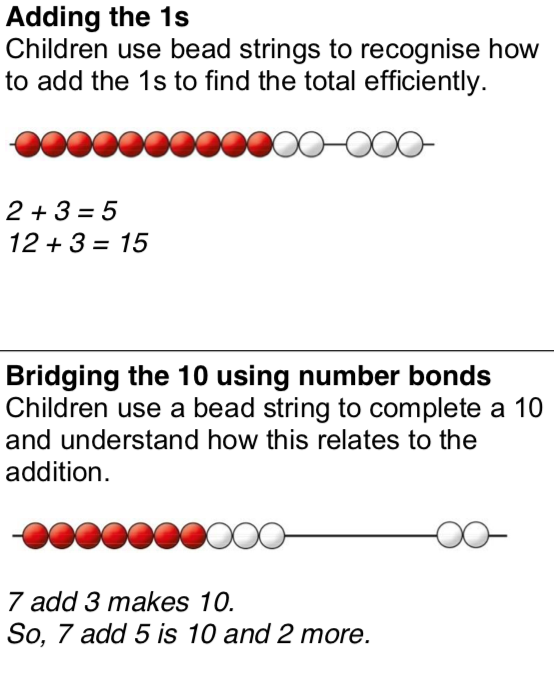 Adding the 1s
Children use bead strings to recognise how
to add the 1s to find the total efficiently.
2 + 3 = 5
12 + 3 = 15
Bridging the 10 using number bonds
Children use a bead string to complete a 10
and understand how this relates to the
addition.
7 add 3 makes 10.
So, 7 add 5 is 10 and 2 more.